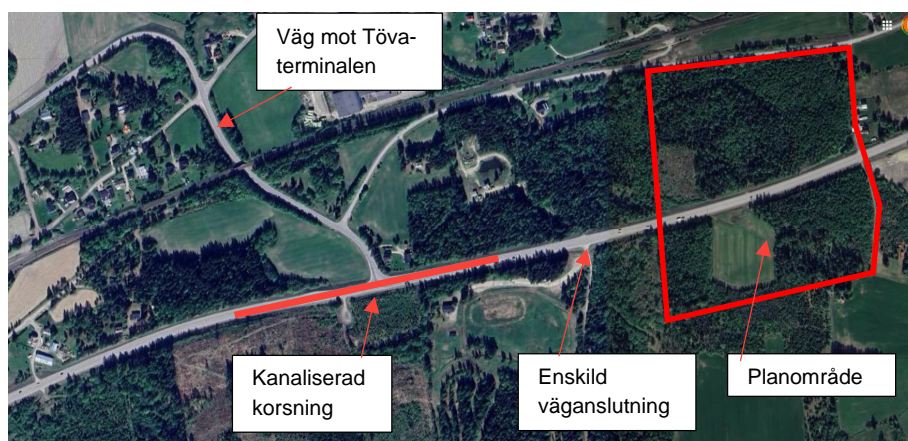 Väg mot Töva-
terminalen
Kanaliserad
korsning
Enskild
väganslutning
Planområde